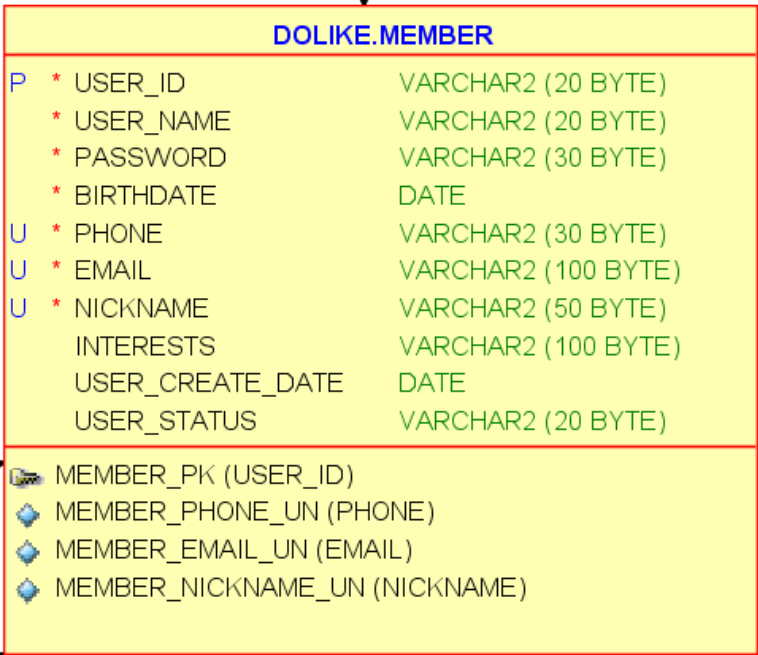 DOLIKE.MEMBER
P * USER_ID VARCHAR2 (20 BYTE)
* USER_NAME VARCHAR2 (20 BYTE)
* PASSWORD VARCHAR2 (30 BYTE)
* BIRTHDATE DATE
U * PHONE VARCHAR2 (30 BYTE)
U * EMAIL VARCHAR2 (100 BYTE)
U * NICKNAME VARCHAR2 (50 BYTE)
INTERESTS VARCHAR2 (100 BYTE)
USER_CREATE_DATE DATE
USER_STATUS VARCHAR2 (20 BYTE)
MEMBER_PK (USER_ID)
MEMBER_PHONE_UN (PHONE)
MEMBER_EMAIL_UN (EMAIL)
MEMBER_NICKNAME_UN (NICKNAME)